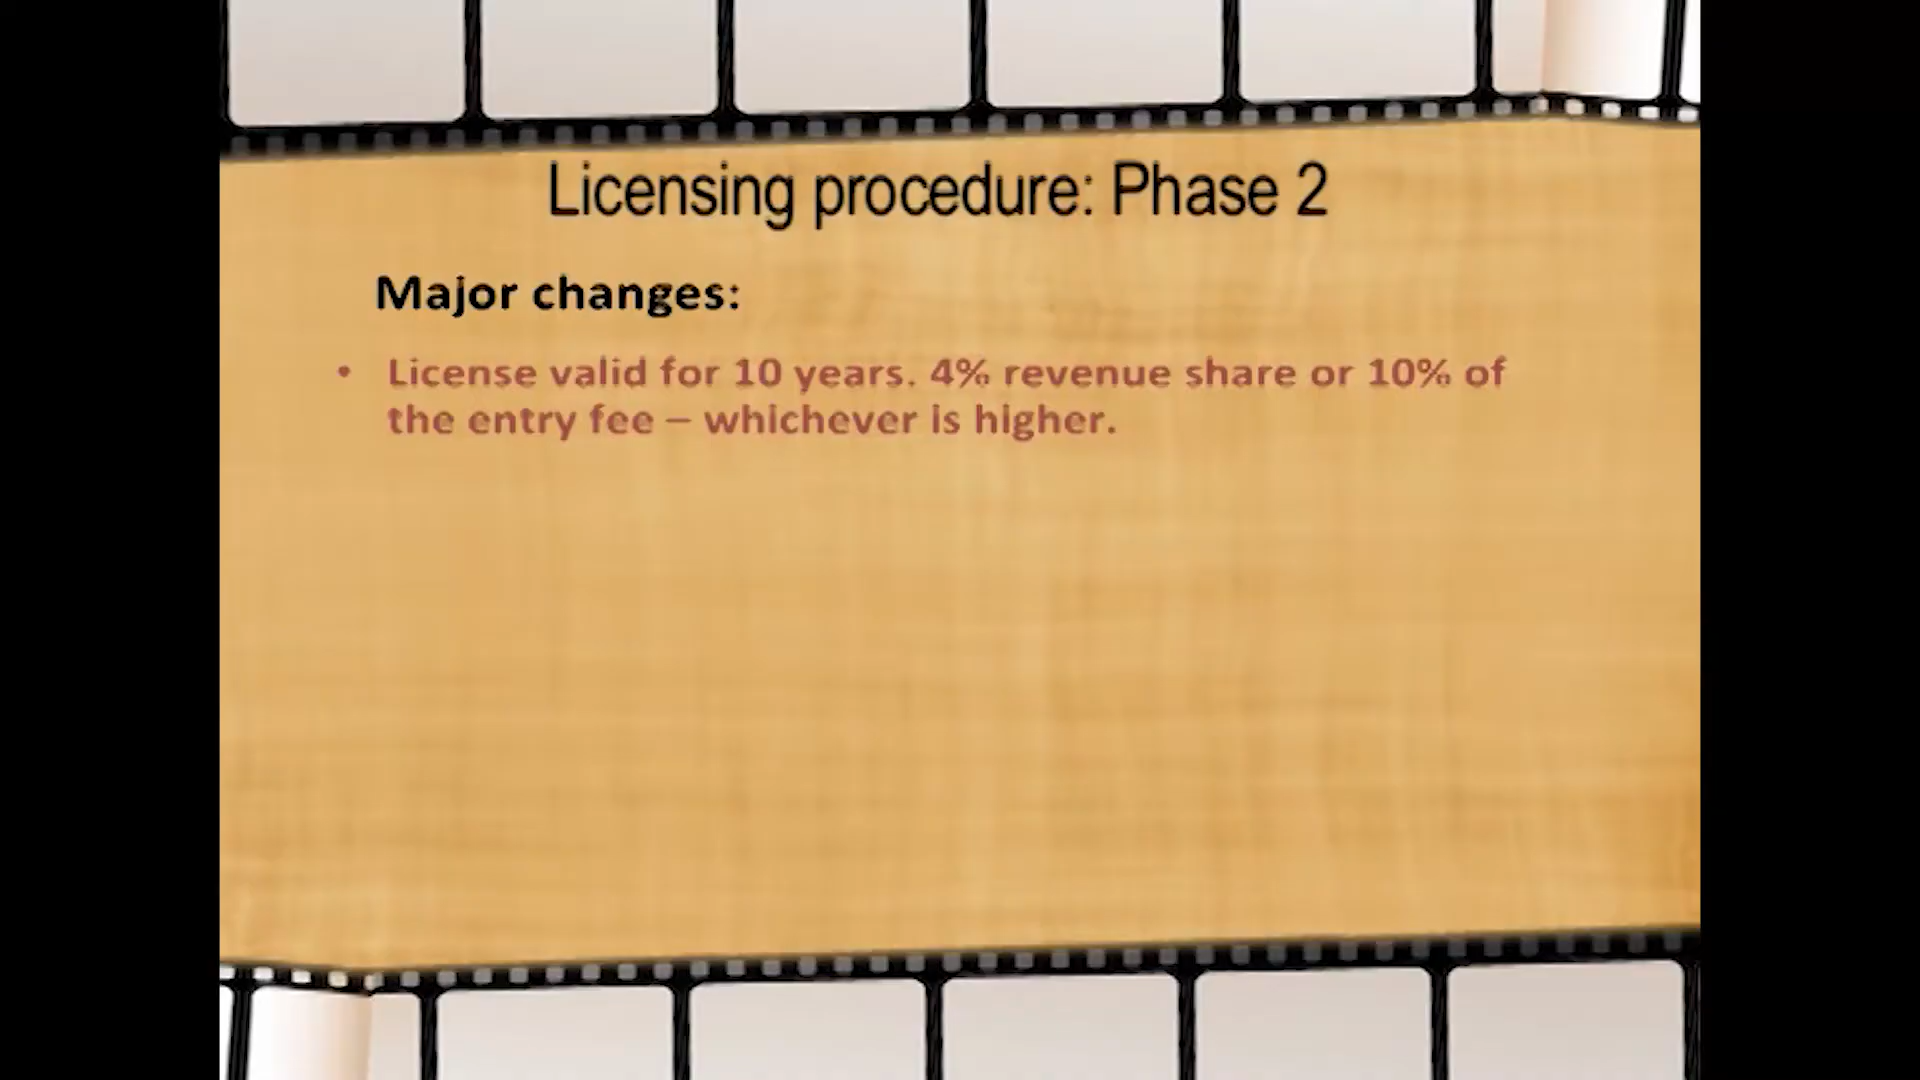 Licensing procedure: Phase 2
Major changes:
• License valid for 10 years. 4% revenue share or 10% of
the entry fee – whichever is higher.